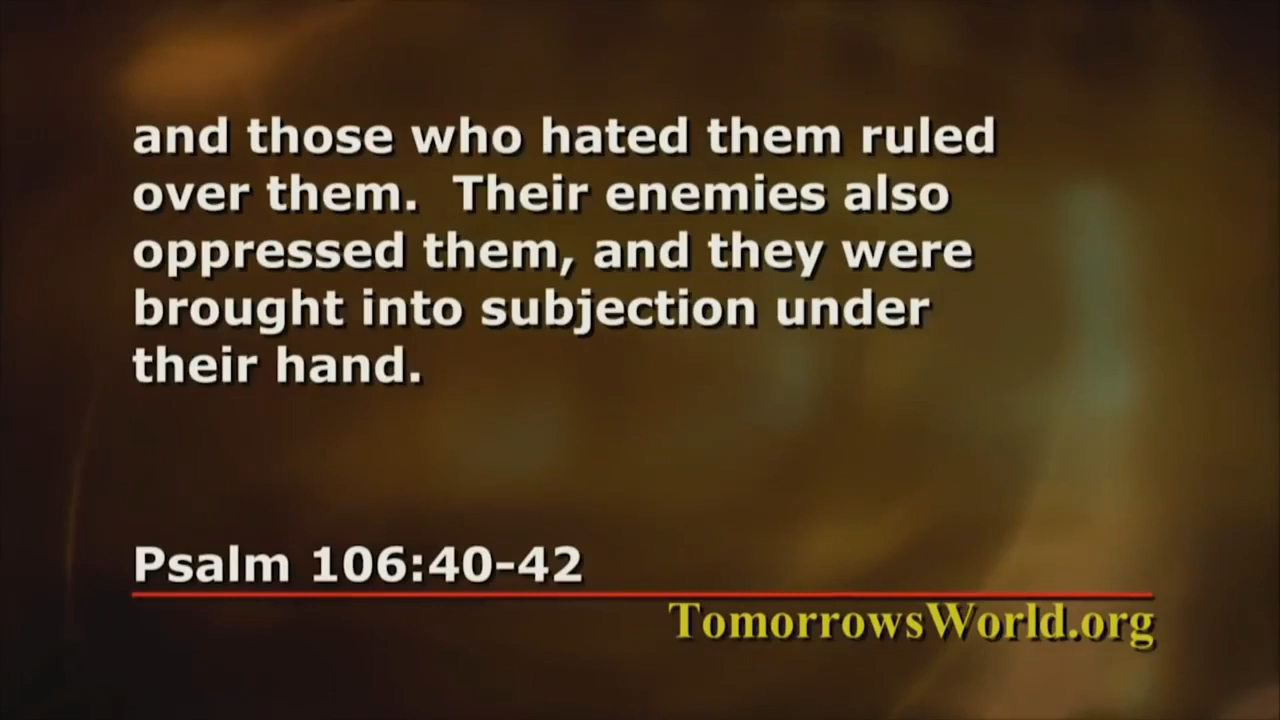 and those who hated them ruled
over them.  Their enemies also
oppressed them, and they were
brought into subjection under
their hand.
Psalm 106:40-42
TomorrowsWorld.org